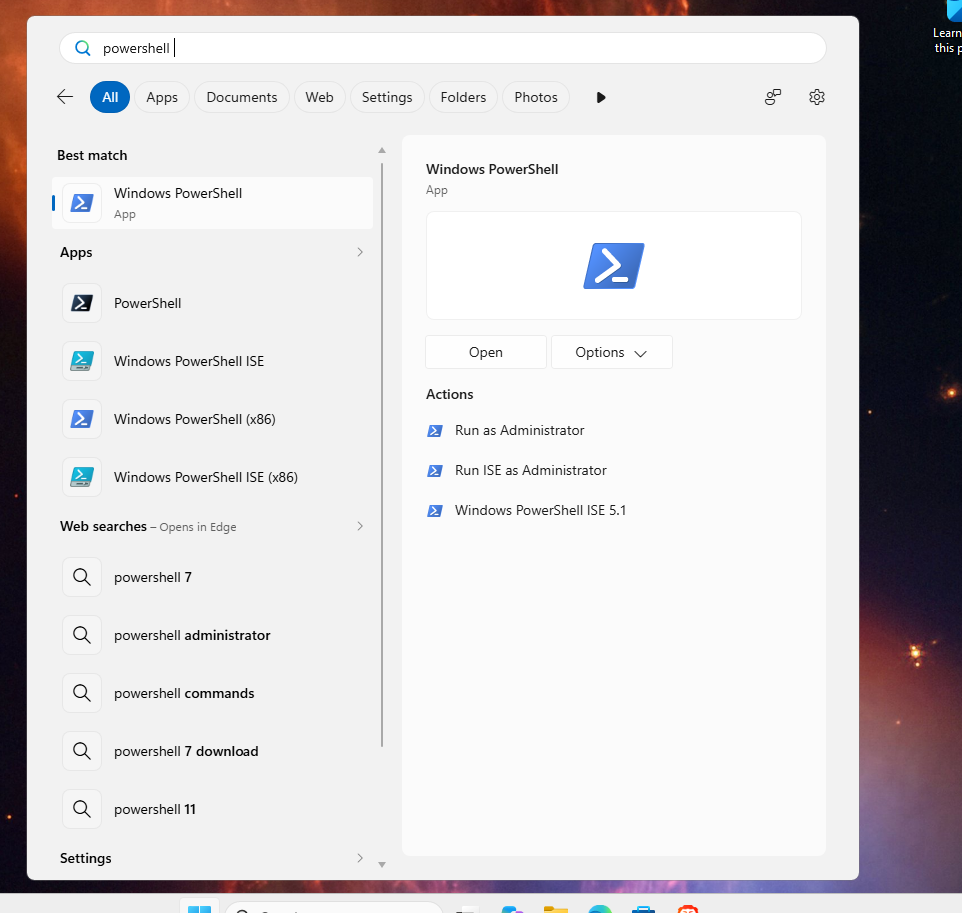 powershell
Learn
this p
All
Apps
Documents
Web
Settings
Folders
Photos
Best match
Windows PowerShell
App
Apps
PowerShell
Windows PowerShell ISE
Windows PowerShell (x86)
Windows PowerShell ISE (x86)
Web searches – Opens in Edge
powershell 7
powershell administrator
powershell commands
powershell 7 download
powershell 11
Settings
Windows PowerShell
App
Open
Options
Actions
Run as Administrator
Run ISE as Administrator
Windows PowerShell ISE 5.1